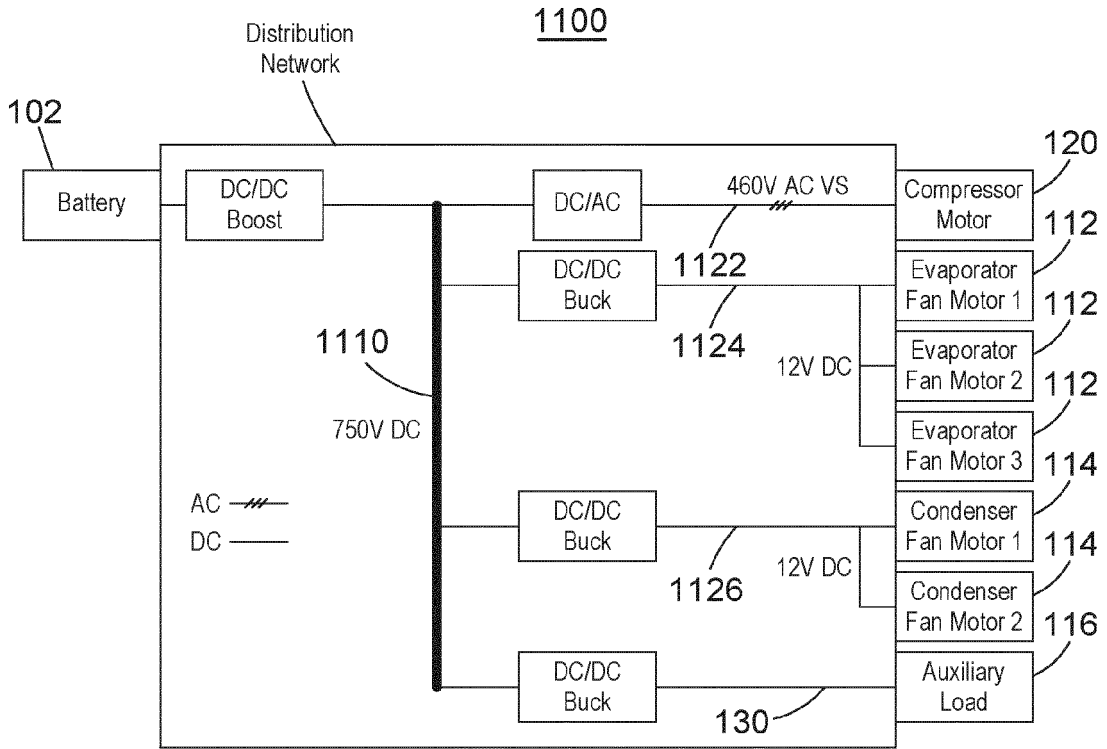 1100
Distribution
Network
102
Battery
DC/DC
Boost
DC/AC
460V AC VS
1122
Compressor
Motor
120
DC/DC
Buck
1124
Evaporator
Fan Motor 1
112
12V DC
Evaporator
Fan Motor 2
112
Evaporator
Fan Motor 3
112
1110
750V DC
AC
DC
DC/DC
Buck
1126
12V DC
Condenser
Fan Motor 1
114
Condenser
Fan Motor 2
114
DC/DC
Buck
130
Auxiliary
Load
116